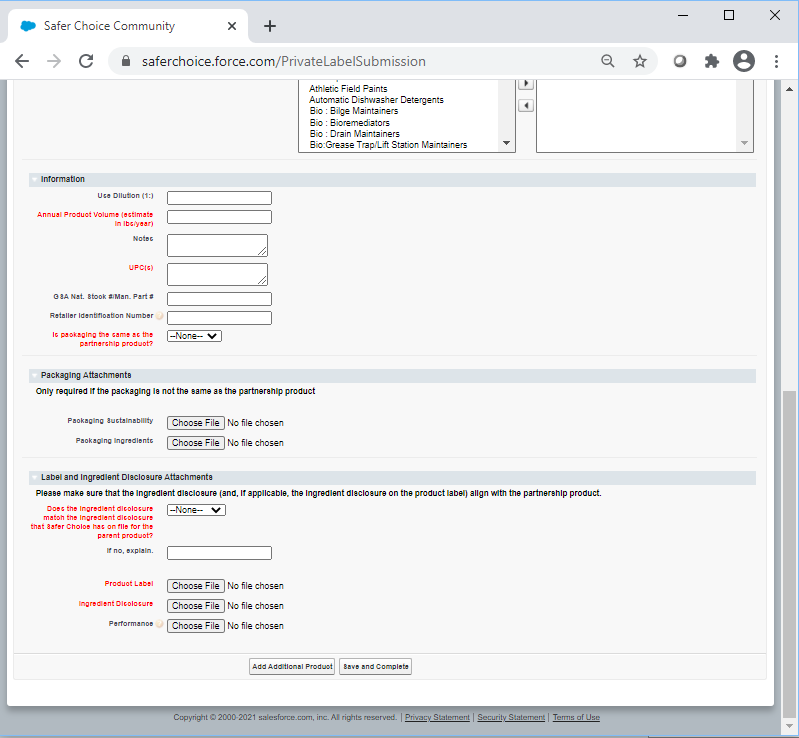 Safer Choice Community
saferchoice.force.com/PrivateLabelSubmission
Athletic Field Paints
Automatic Dishwasher Detergents
Bio : Bilge Maintainers
Bio : Bioremediators
Bio : Drain Maintainers
Bio:Grease Trap/Lift Station Maintainers
Information
Use Dilution (1:)
Annual Product Volume (estimate
in lbs/year)
Notes
UPC(s)
GSA Nat. Stock #/Man. Part #
Retailer Identification Number
Is packaging the same as the
partnership product?
--None--
Packaging Attachments
Only required if the packaging is not the same as the partnership product
Packaging Sustainability Choose File No file chosen
Packaging Ingredients Choose File No file chosen
Label and Ingredient Disclosure Attachments
Please make sure that the ingredient disclosure (and, if applicable, the ingredient disclosure on the product label) align with the partnership product.
Does the ingredient disclosure
match the ingredient disclosure
that Safer Choice has on file for the
parent product?
--None--
If no, explain.
Product Label Choose File No file chosen
Ingredient Disclosure Choose File No file chosen
Performance Choose File No file chosen
Add Additional Product Save and Complete
Copyright © 2000-2021 salesforce.com, inc. All rights reserved. | Privacy Statement | Security Statement | Terms of Use